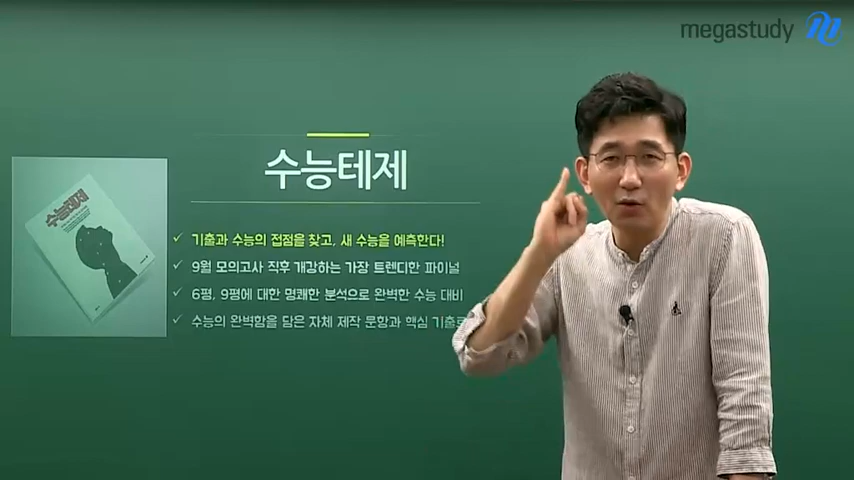 megastudy
수능테제
수능테제
기출과 수능의 접점을 찾고, 새 수능을 예측한다!
9월 모의고사 직후 개강하는 가장 트렌디한 파이널
6평, 9평에 대한 명쾌한 분석으로 완벽한 수능 대비
수능의 완벽함을 담은 자체 제작 문항과 핵심 기출로